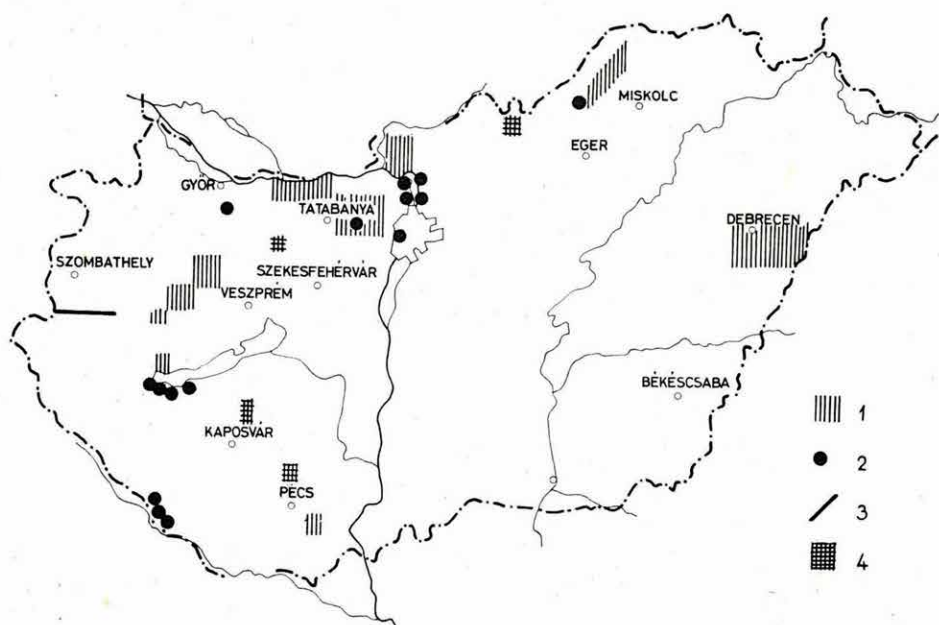 MISKOLC
EGER
GYŐR
TATABÁNYA
DEBRECEN
SZOMBATHELY
SZÉKESFEHÉRVÁR
VESZPRÉM
BÉKÉSCSABA
KAPOSVÁR
PÉCS
1
2
3
4